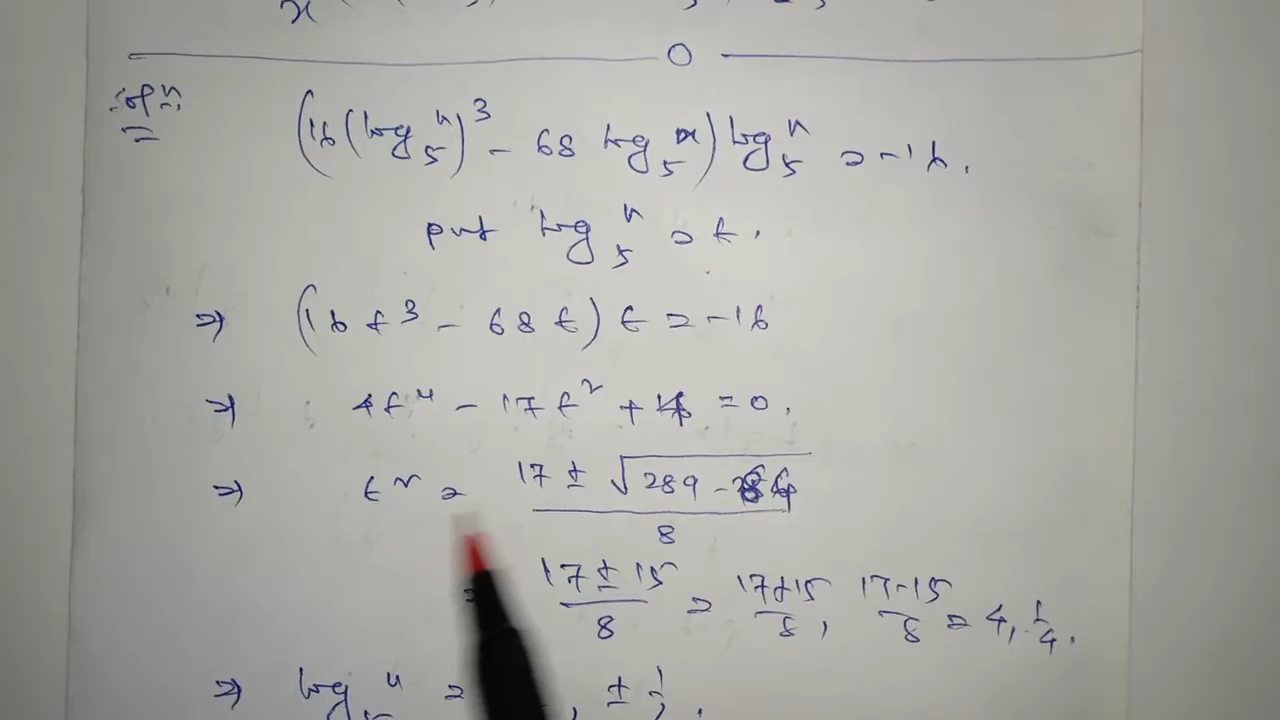 (16(log₅ x)³ - 68 log₅ x) log₅ x = -16.
put log₅ x = t.
⇒ (16t³ - 68t) t = -16
⇒ 4t⁴ - 17t² + 4 = 0.
⇒ t² = (17 ± √(289 - 64))/8
= (17 ± 15)/8 = (17+15)/8, (17-15)/8 = 4, 1/4.
⇒ log₅ x = , ± 1/2.